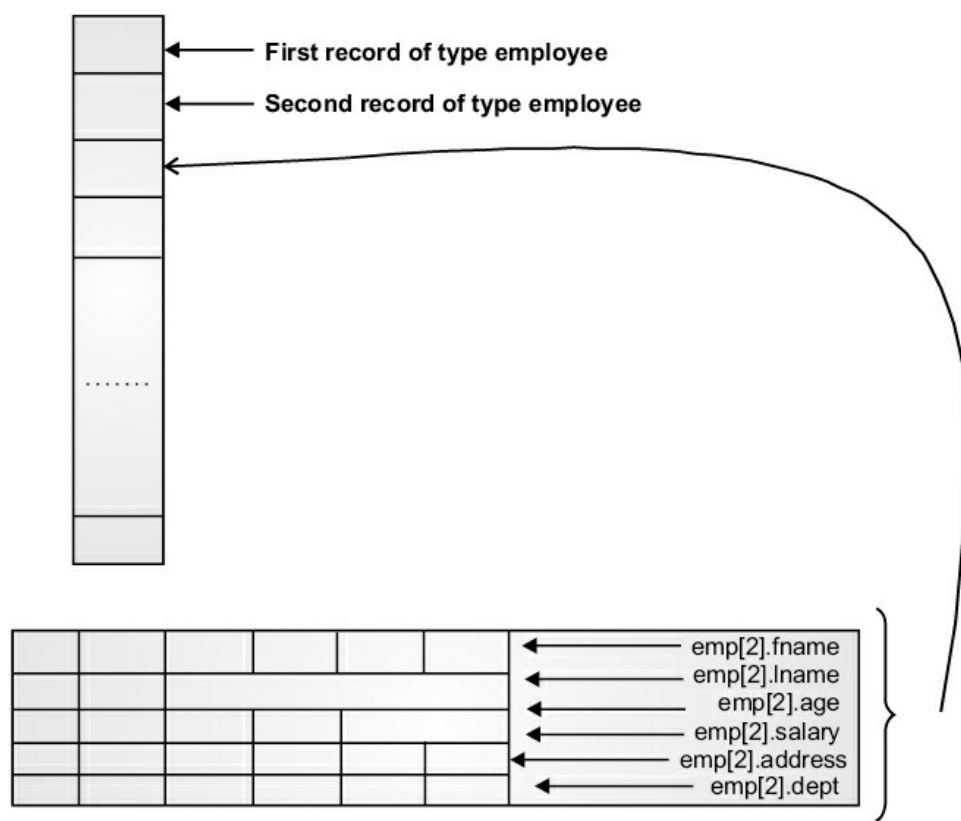 First record of type employee
Second record of type employee
.......
emp[2].fname
emp[2].lname
emp[2].age
emp[2].salary
emp[2].address
emp[2].dept